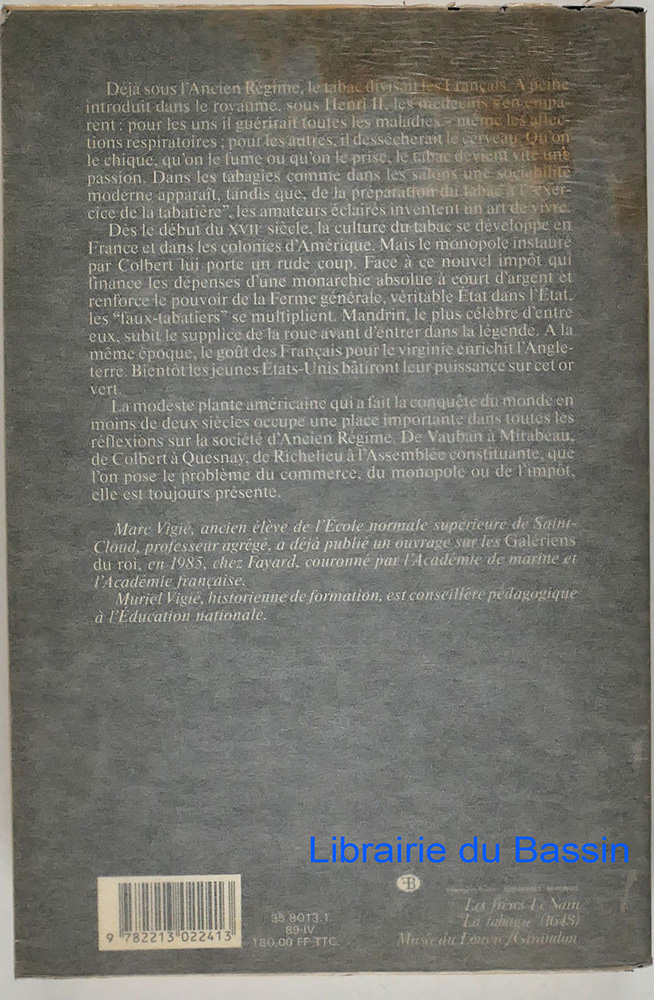 Déjà sous l'Ancien Régime, le tabac divisait les Français. A peine
introduit dans le royaume, sous Henri II, les médecins s'en empa-
rent : pour les uns il guérirait toutes les maladies – même les affec-
tions respiratoires ; pour les autres, il dessécherait le cerveau. Qu'on
le chique, qu'on le fume ou qu'on le prise, le tabac devient vite une
passion. Dans les tabagies comme dans les salons une sociabilité
moderne apparaît, tandis que, de la préparation du tabac à l'"exer-
cice de la tabatière", les amateurs éclairés inventent un art de vivre.
Dès le début du XVIIe siècle, la culture du tabac se développe en
France et dans les colonies d'Amérique. Mais le monopole instauré
par Colbert lui porte un rude coup. Face à ce nouvel impôt qui
finance les dépenses d'une monarchie absolue à court d'argent et
renforce le pouvoir de la Ferme générale, véritable État dans l'État,
les "faux-tabatiers" se multiplient. Mandrin, le plus célèbre d'entre
eux, subit le supplice de la roue avant d'entrer dans la légende. A la
même époque, le goût des Français pour le virginie enrichit l'Angle-
terre. Bientôt les jeunes États-Unis bâtiront leur puissance sur cet or
vert.
La modeste plante américaine qui a fait la conquête du monde en
moins de deux siècles occupe une place importante dans toutes les
réflexions sur la société d'Ancien Régime. De Vauban à Mirabeau,
de Colbert à Quesnay, de Richelieu à l'Assemblée constituante, que
l'on pose le problème du commerce, du monopole ou de l'impôt,
elle est toujours présente.
Marc Vigié, ancien élève de l'École normale supérieure de Saint-
Cloud, professeur agrégé, a déjà publié un ouvrage sur les Galériens
du roi, en 1985, chez Fayard, couronné par l'Académie de marine et
l'Académie française.
Muriel Vigié, historienne de formation, est conseillère pédagogique
à l'Éducation nationale.
Librairie du Bassin
9 782213 022413
35.8013.1.
89-IV.
180,00 FF TTC.
Les frères Le Nain
"La tabagie" (1643)
Musée du Louvre/Giraudon